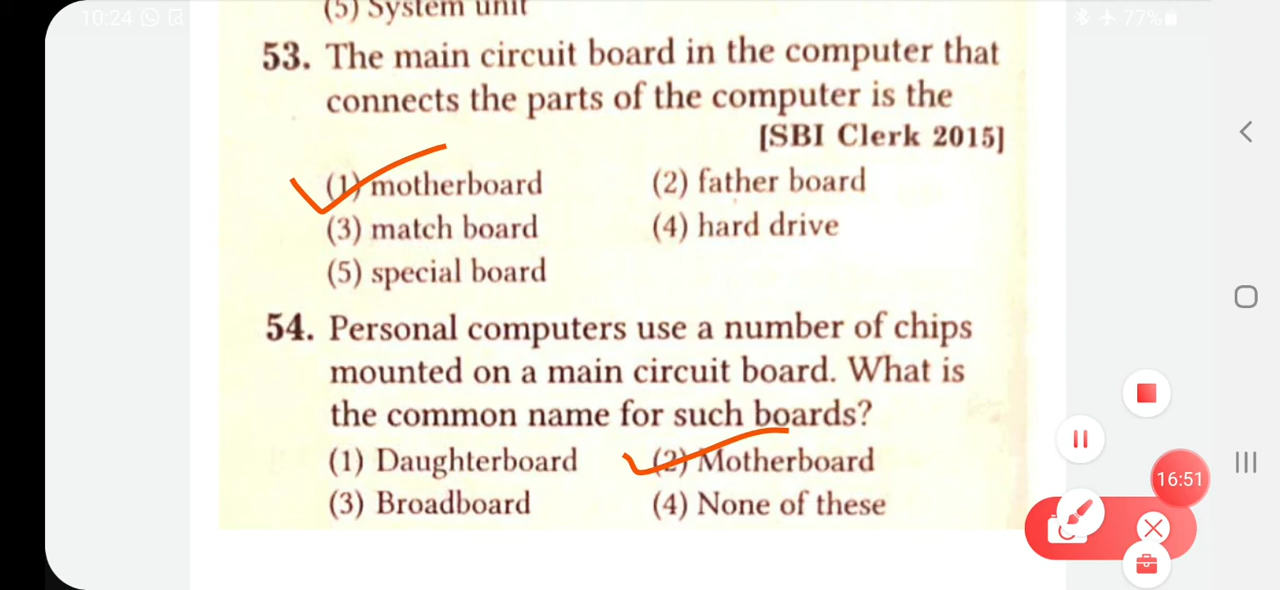 10:24
77%
(5) System unit
53. The main circuit board in the computer that
connects the parts of the computer is the
[SBI Clerk 2015]
(1) motherboard (2) father board
(3) match board (4) hard drive
(5) special board
54. Personal computers use a number of chips
mounted on a main circuit board. What is
the common name for such boards?
(1) Daughterboard (2) Motherboard
(3) Broadboard (4) None of these
16:51